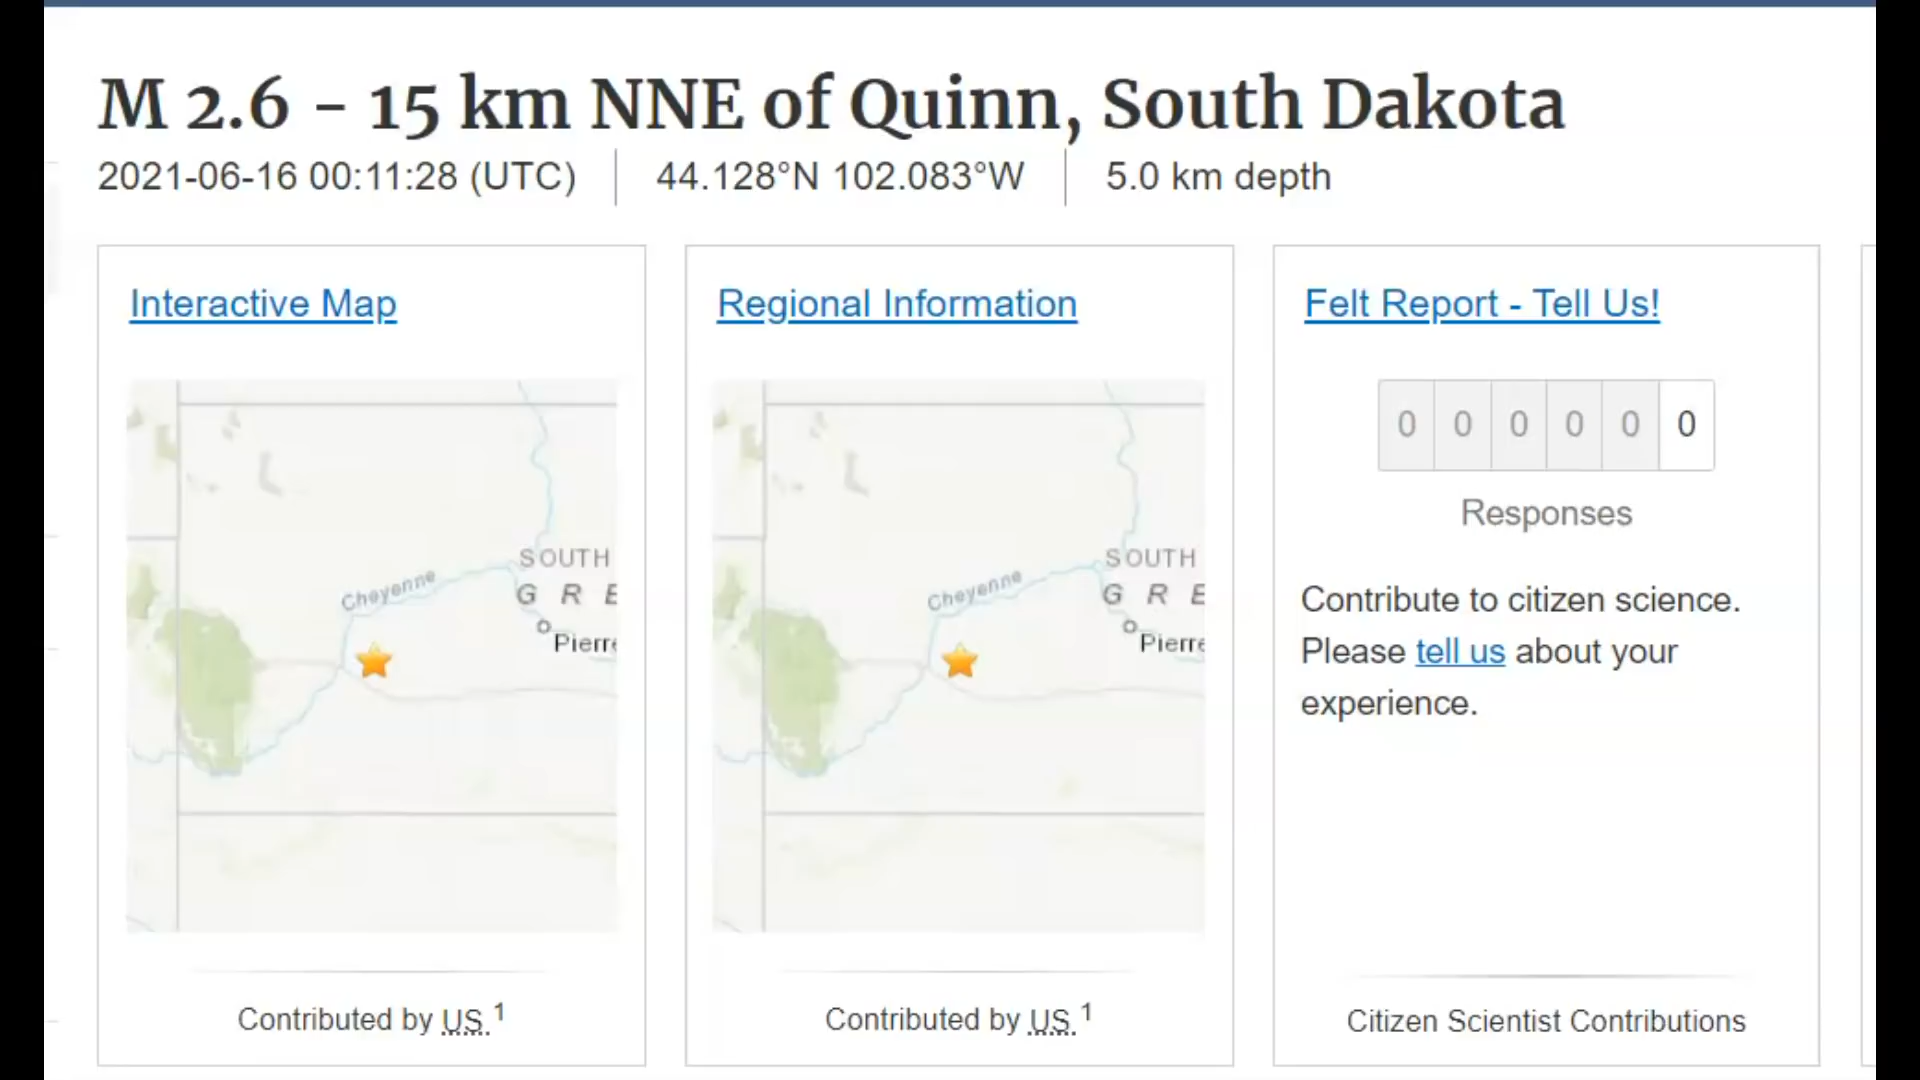 M 2.6 - 15 km NNE of Quinn, South Dakota
2021-06-16 00:11:28 (UTC)
44.128°N 102.083°W
5.0 km depth
Interactive Map
SOUTH
Cheyenne
G R E
Pierre
Contributed by US 1
Regional Information
SOUTH
Cheyenne
G R E
Pierre
Contributed by US 1
Felt Report - Tell Us!
0 0 0 0 0 0
Responses
Contribute to citizen science.
Please tell us about your
experience.
Citizen Scientist Contributions